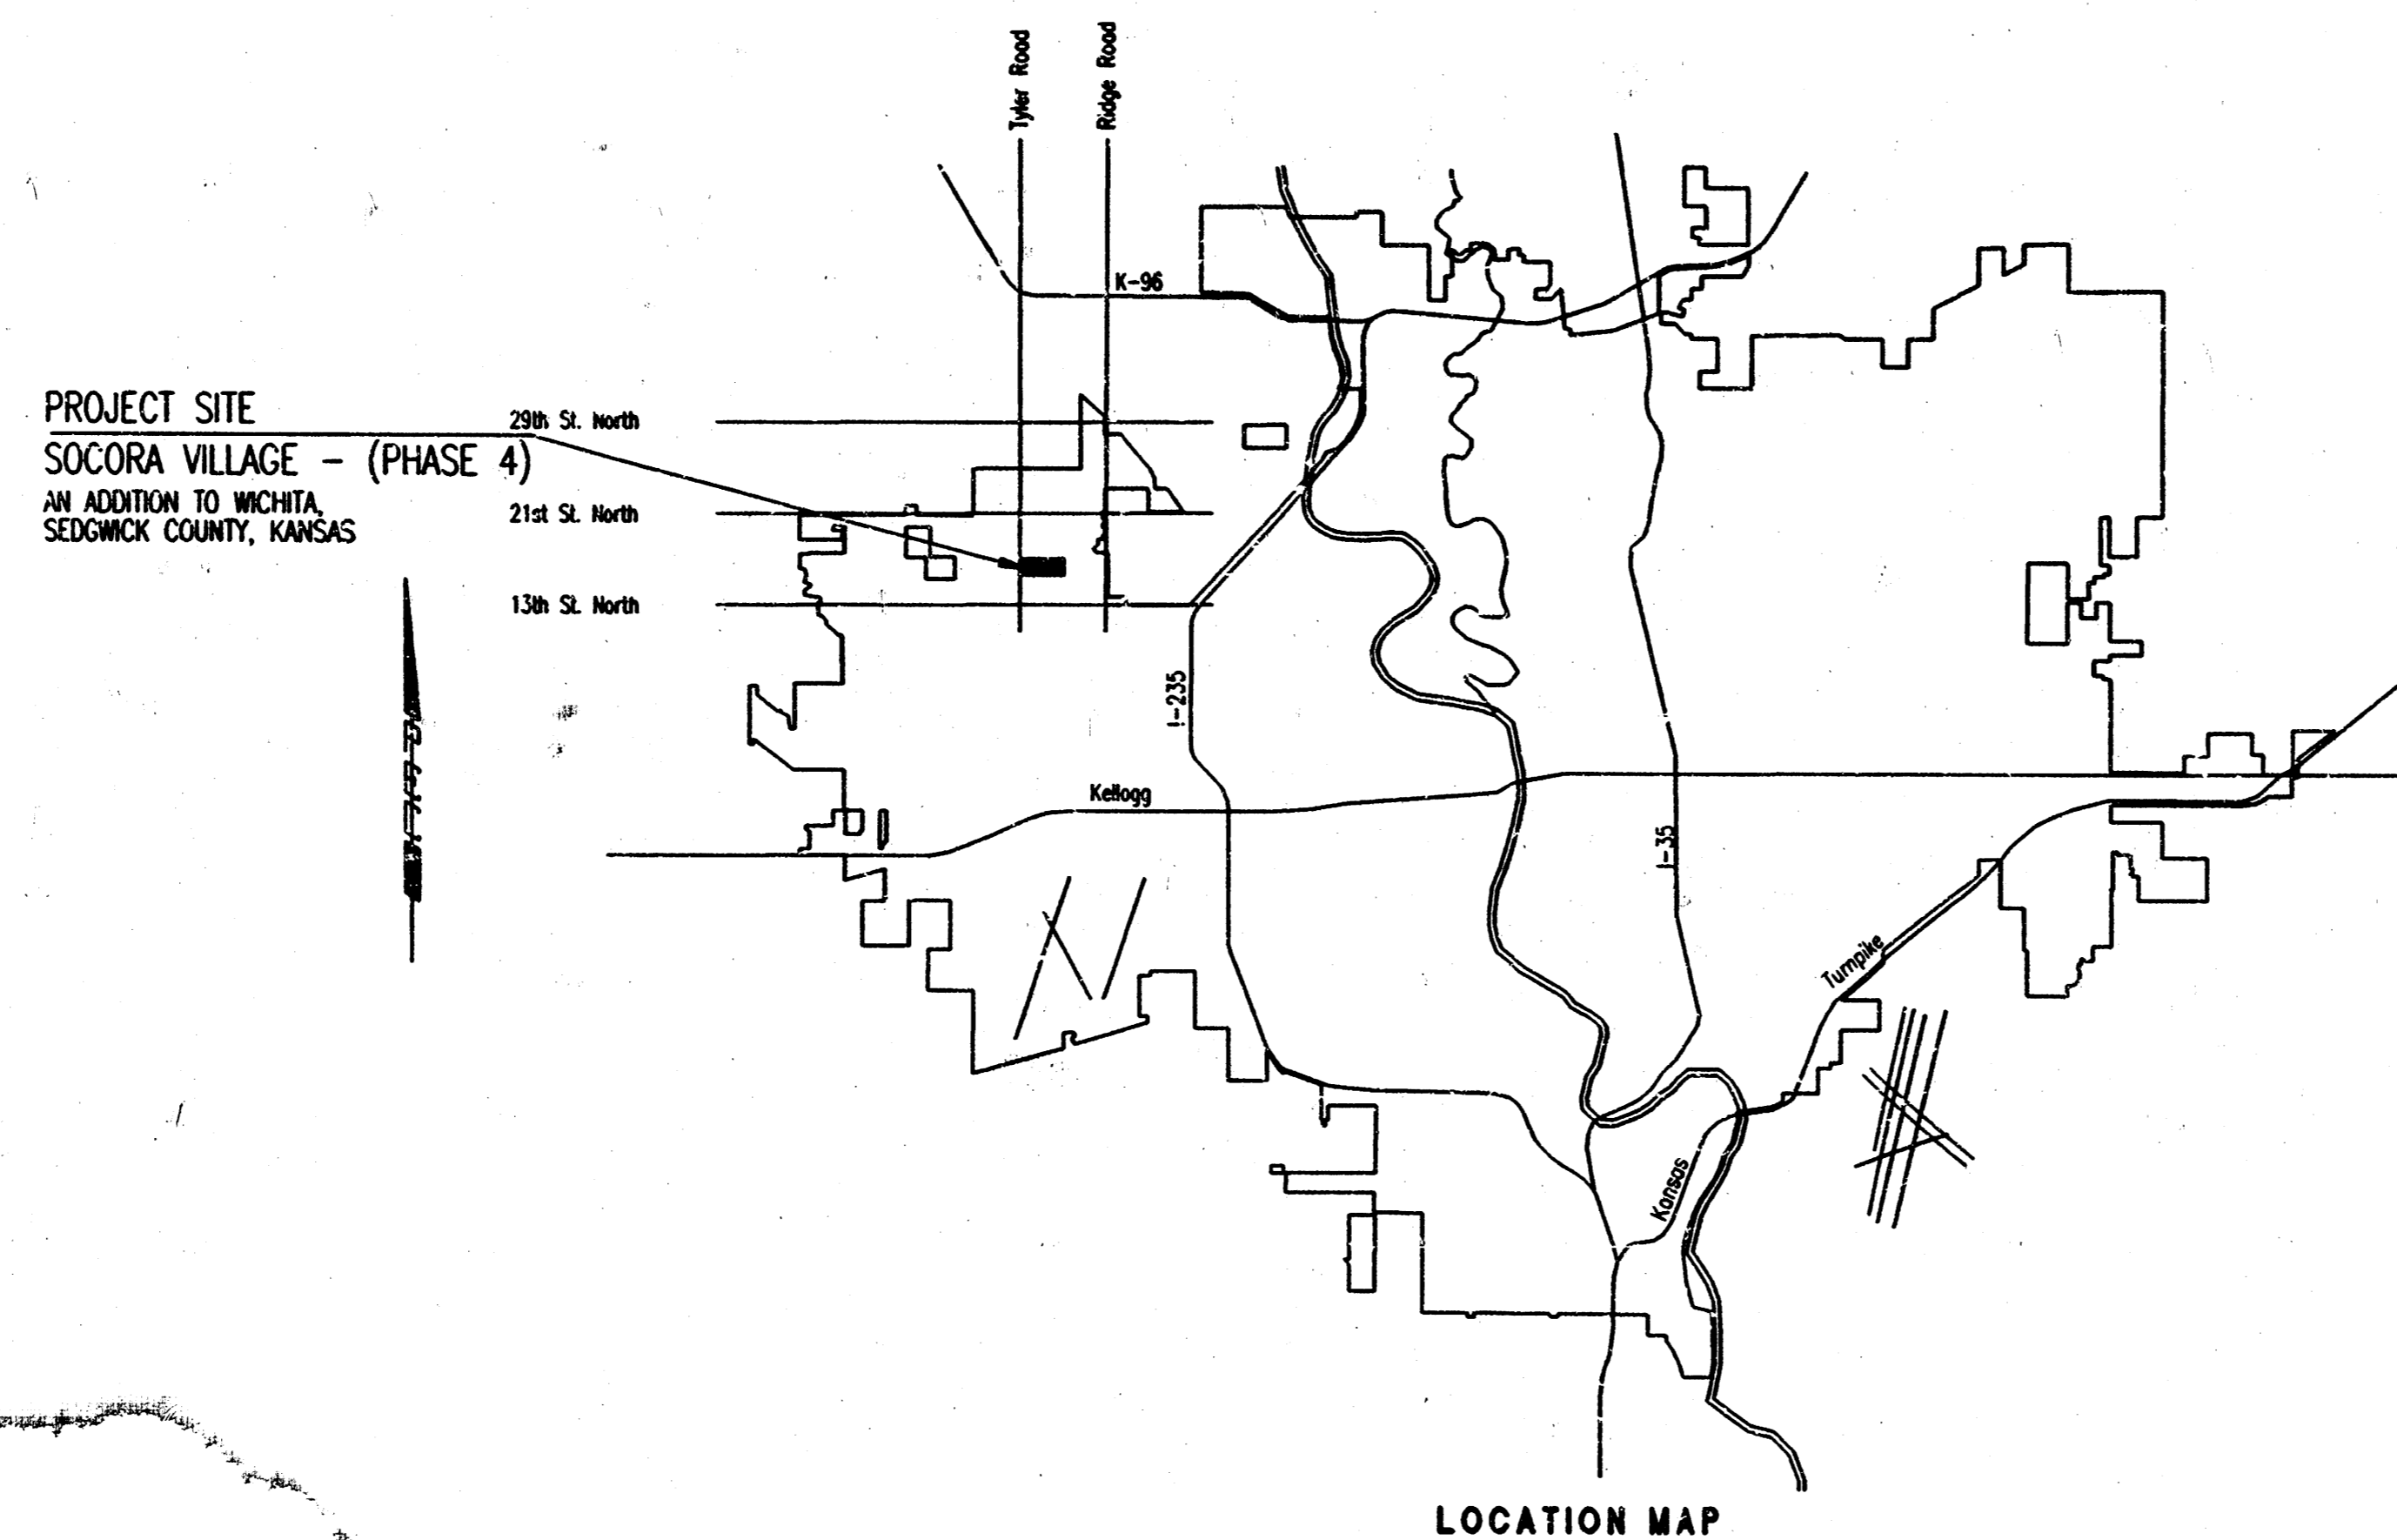 Tyler Road
Ridge Road
K-96
PROJECT SITE
29th St. North
SOCORA VILLAGE - (PHASE 4)
AN ADDITION TO WICHITA,
21st St. North
SEDGWICK COUNTY, KANSAS
13th St. North
I-235
Kellogg
I-35
Turnpike
Kansas
LOCATION MAP